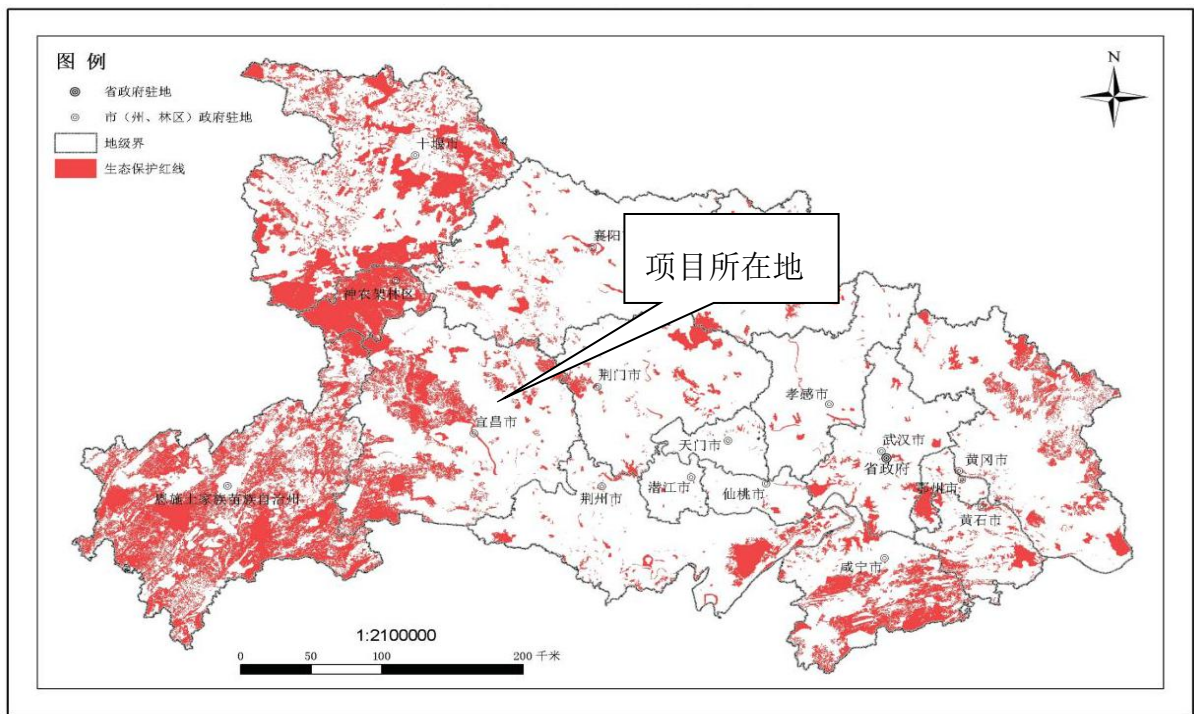 图 例
省政府驻地
市（州、林区）政府驻地
地级界
生态保护红线
N
十堰市
襄阳
项目所在地
神农架林区
荆门市
孝感市
宜昌市
天门市
武汉市
省政府
黄冈市
恩施土家族苗族自治州
荆州市
潜江市
仙桃市
鄂州市
黄石市
咸宁市
1:2100000
0 50 100 200 千米